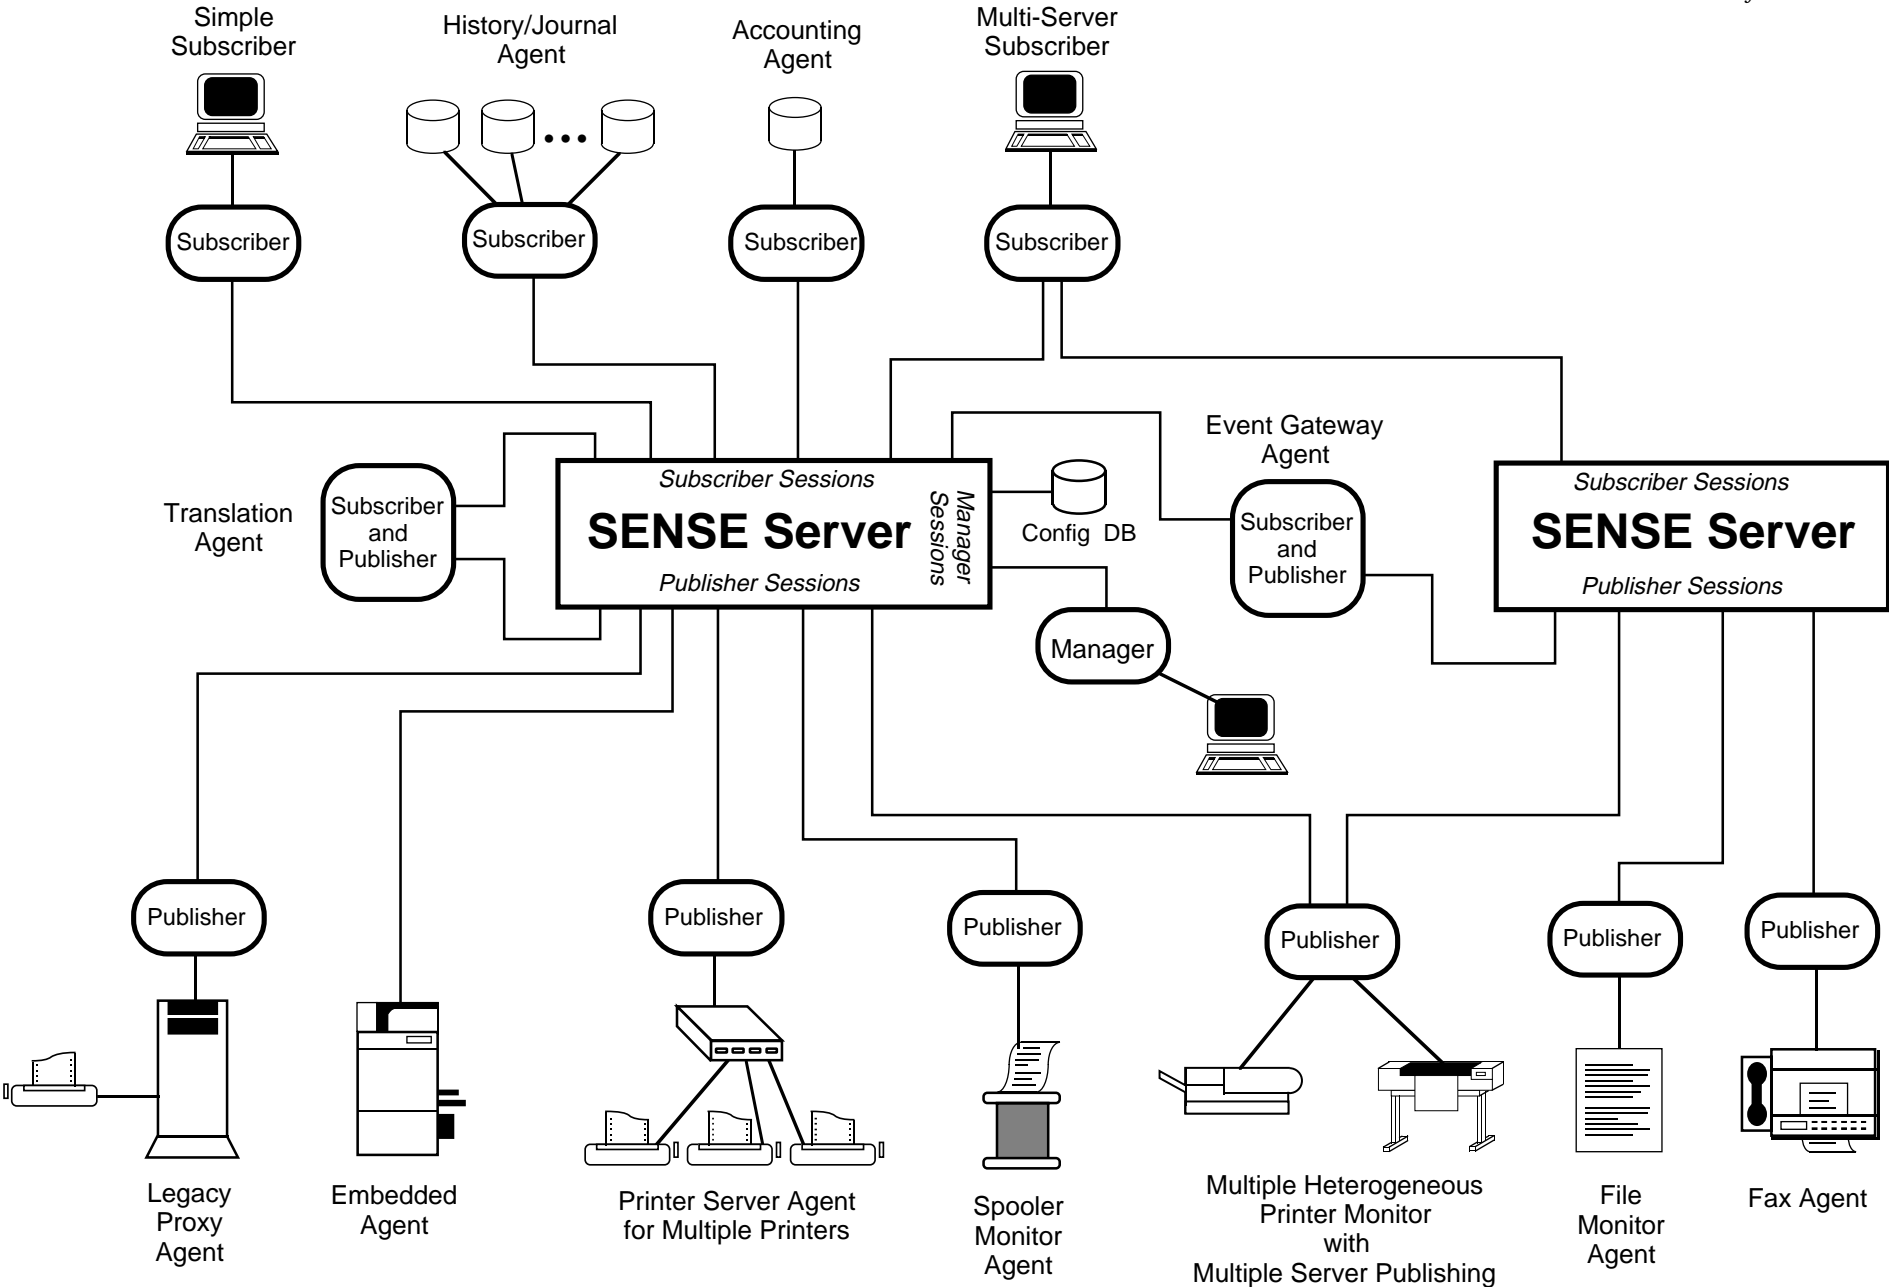 Simple
Subscriber
History/Journal
Agent
Accounting
Agent
Multi-Server
Subscriber
Subscriber
Subscriber
Subscriber
Subscriber
Translation
Agent
Subscriber
and
Publisher
Subscriber Sessions
SENSE Server
Publisher Sessions
Manager
Sessions
Config DB
Manager
Event Gateway
Agent
Subscriber
and
Publisher
Subscriber Sessions
SENSE Server
Publisher Sessions
Publisher
Publisher
Publisher
Publisher
Publisher
Publisher
Legacy
Proxy
Agent
Embedded
Agent
Printer Server Agent
for Multiple Printers
Spooler
Monitor
Agent
Multiple Heterogeneous
Printer Monitor
with
Multiple Server Publishing
File
Monitor
Agent
Fax Agent